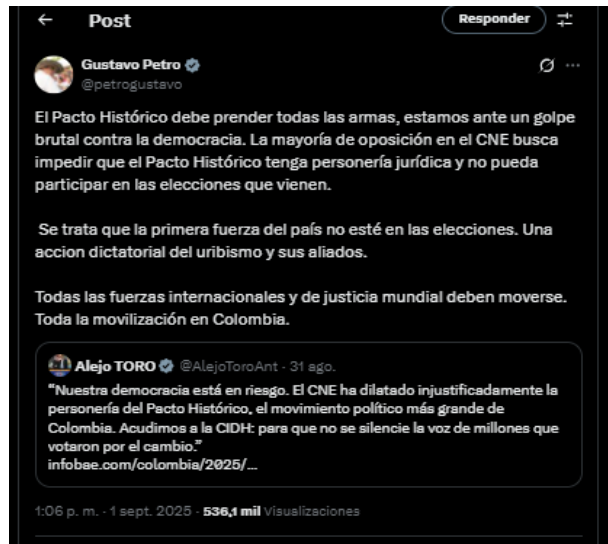 ← Post Responder
Gustavo Petro
@petrogustavo
El Pacto Histórico debe prender todas las armas, estamos ante un golpe
brutal contra la democracia. La mayoría de oposición en el CNE busca
impedir que el Pacto Histórico tenga personería jurídica y no pueda
participar en las elecciones que vienen.
Se trata que la primera fuerza del país no esté en las elecciones. Una
accion dictatorial del uribismo y sus aliados.
Todas las fuerzas internacionales y de justicia mundial deben moverse.
Toda la movilización en Colombia.
Alejo TORO @AlejoToroAnt · 31 ago.
“Nuestra democracia está en riesgo. El CNE ha dilatado injustificadamente la
personería del Pacto Histórico, el movimiento político más grande de
Colombia. Acudimos a la CIDH: para que no se silencie la voz de millones que
votaron por el cambio.”
infobae.com/colombia/2025/...
1:06 p. m. · 1 sept. 2025 · 536,1 mil Visualizaciones